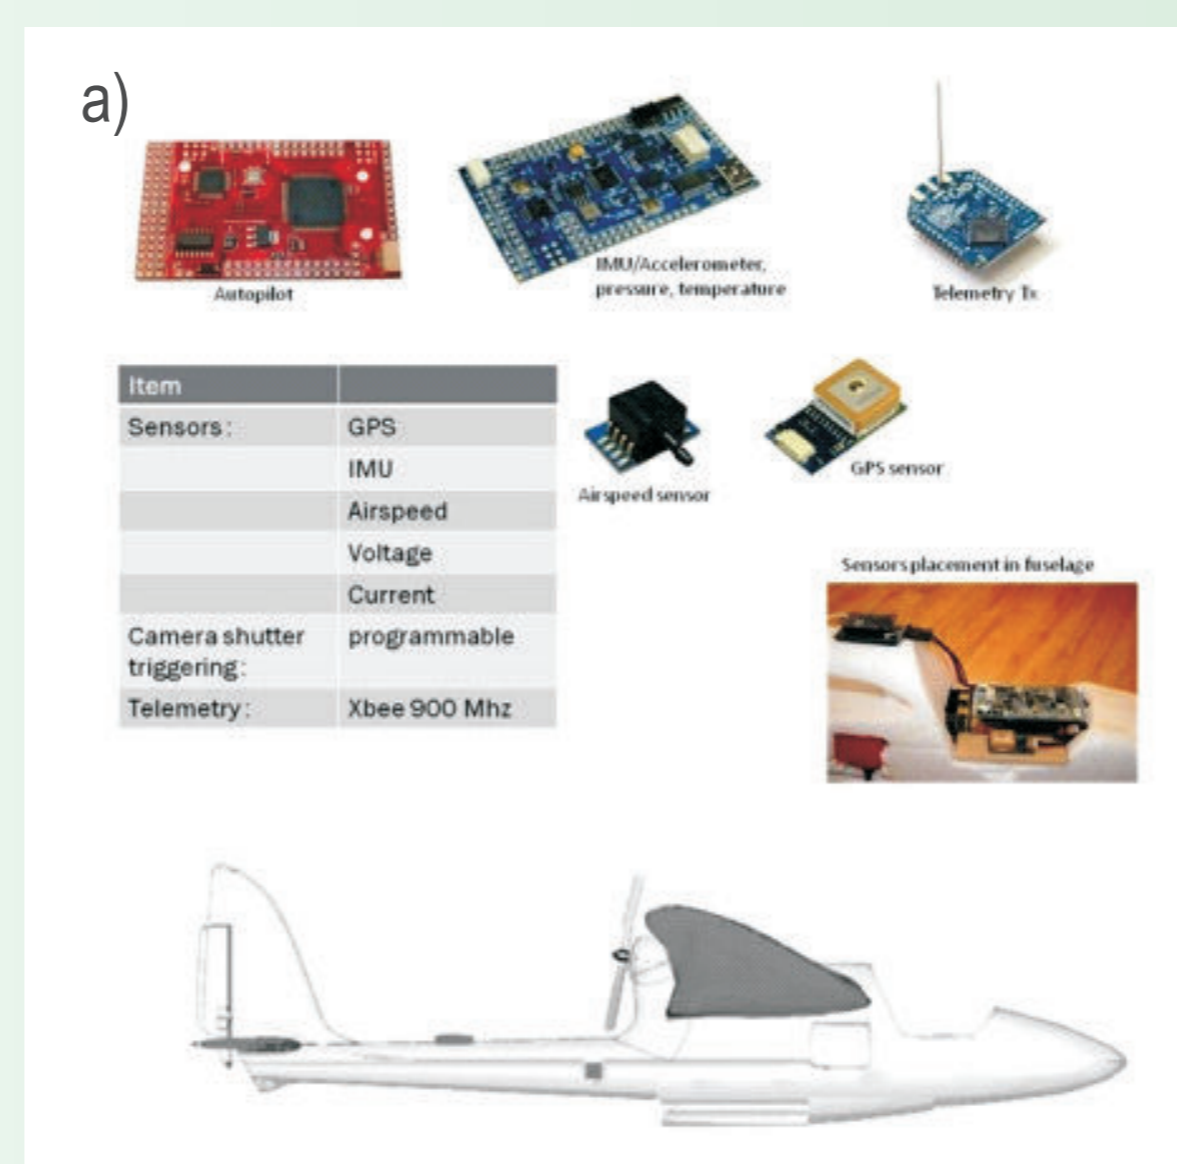 a)
Autopilot
IMU/Accelerometer,
pressure, temperature
Telemetry Tx
Item
Sensors: GPS
IMU
Airspeed
Voltage
Current
Camera shutter programmable
triggering:
Telemetry: Xbee 900 Mhz
Airspeed sensor
GPS sensor
Sensors placement in fuselage